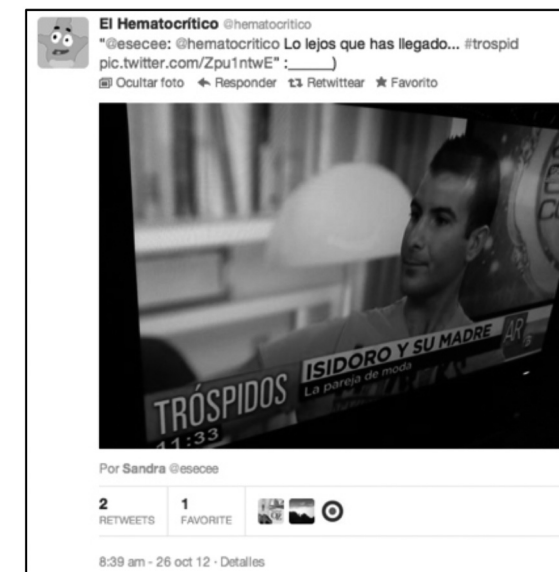 El Hematocrítico @hematocritico
"@esecee: @hematocritico Lo lejos que has llegado... #trospid
pic.twitter.com/Zpu1ntwE" :_____)
Ocultar foto Responder Retwittear Favorito
ISIDORO Y SU MADRE AR
La pareja de moda
TRÓSPIDOS
11:33
Por Sandra @esecee
2 1
RETWEETS FAVORITE
8:39 am - 26 oct 12 · Detalles